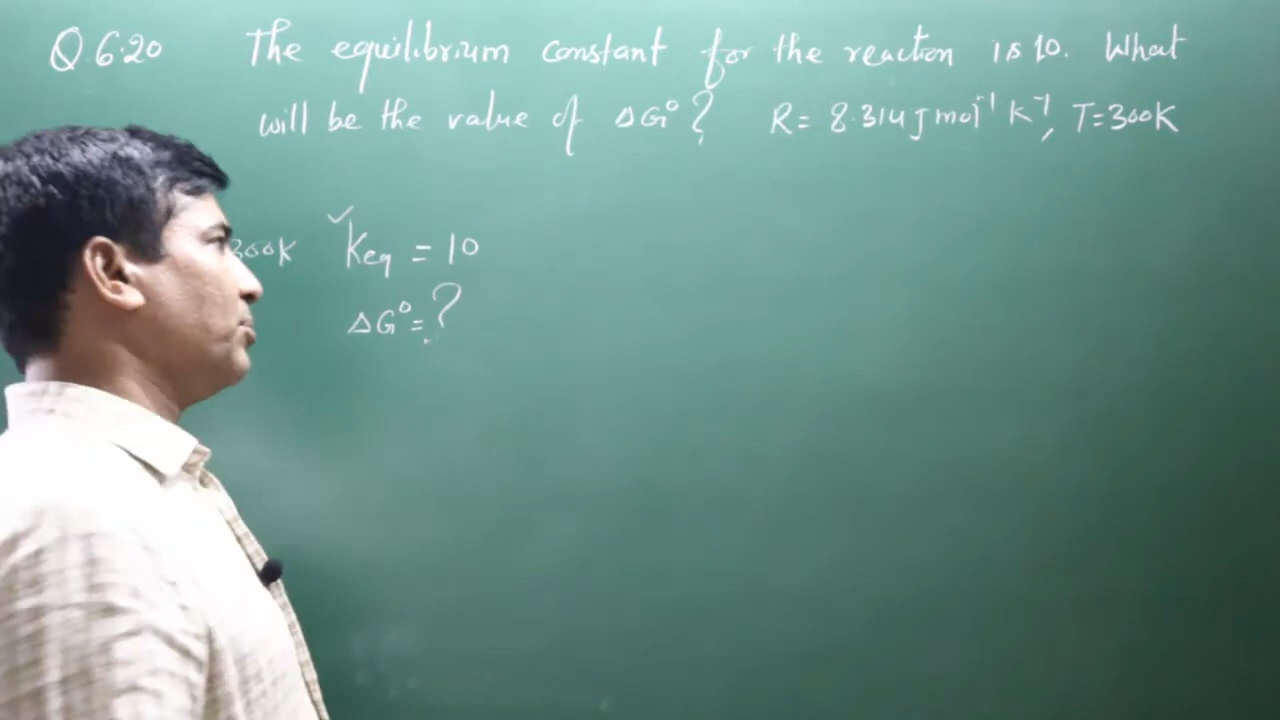 Q.6.20 The equilibrium constant for the reaction is 10. What
will be the value of ΔG°? R = 8.314 J mol⁻¹ K⁻¹, T=300K
300K ✓ Keq = 10
ΔG° = ?